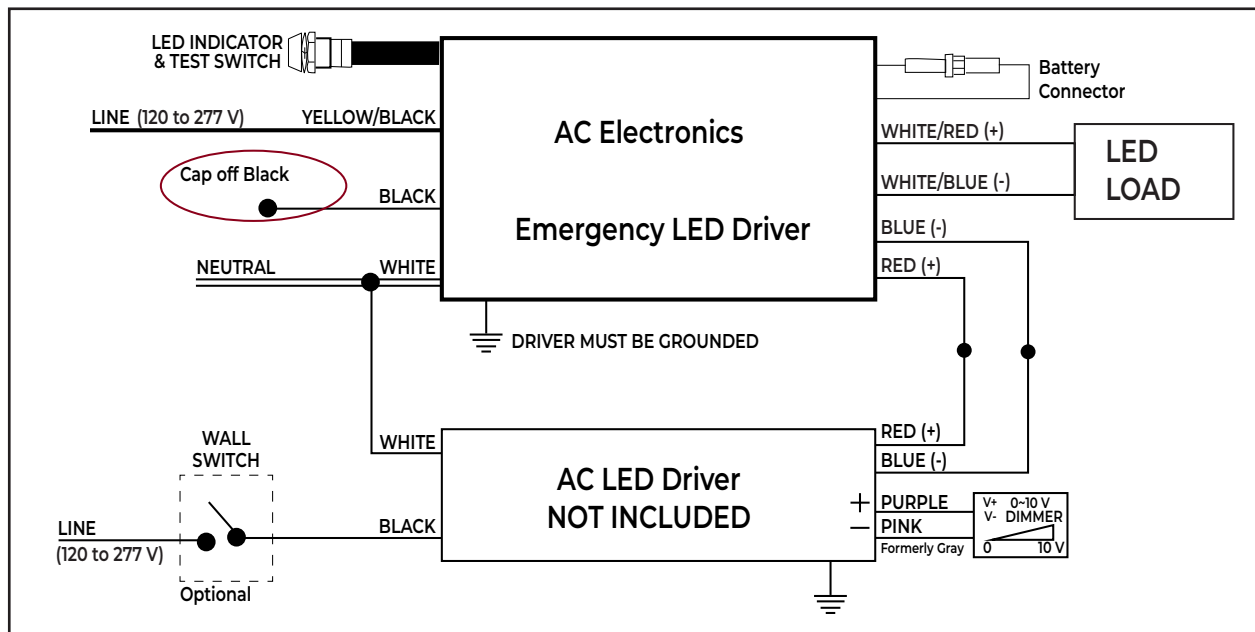 LED INDICATOR
& TEST SWITCH
Battery
Connector
LINE (120 to 277 V)
YELLOW/BLACK
AC Electronics
Emergency LED Driver
WHITE/RED (+)
LED
LOAD
Cap off Black
BLACK
WHITE/BLUE (-)
BLUE (-)
NEUTRAL
WHITE
RED (+)
DRIVER MUST BE GROUNDED
WALL
SWITCH
WHITE
AC LED Driver
NOT INCLUDED
RED (+)
BLUE (-)
+ PURPLE
− PINK
Formerly Gray
V+ 0~10 V
V- DIMMER
0 10 V
LINE
(120 to 277 V)
BLACK
Optional